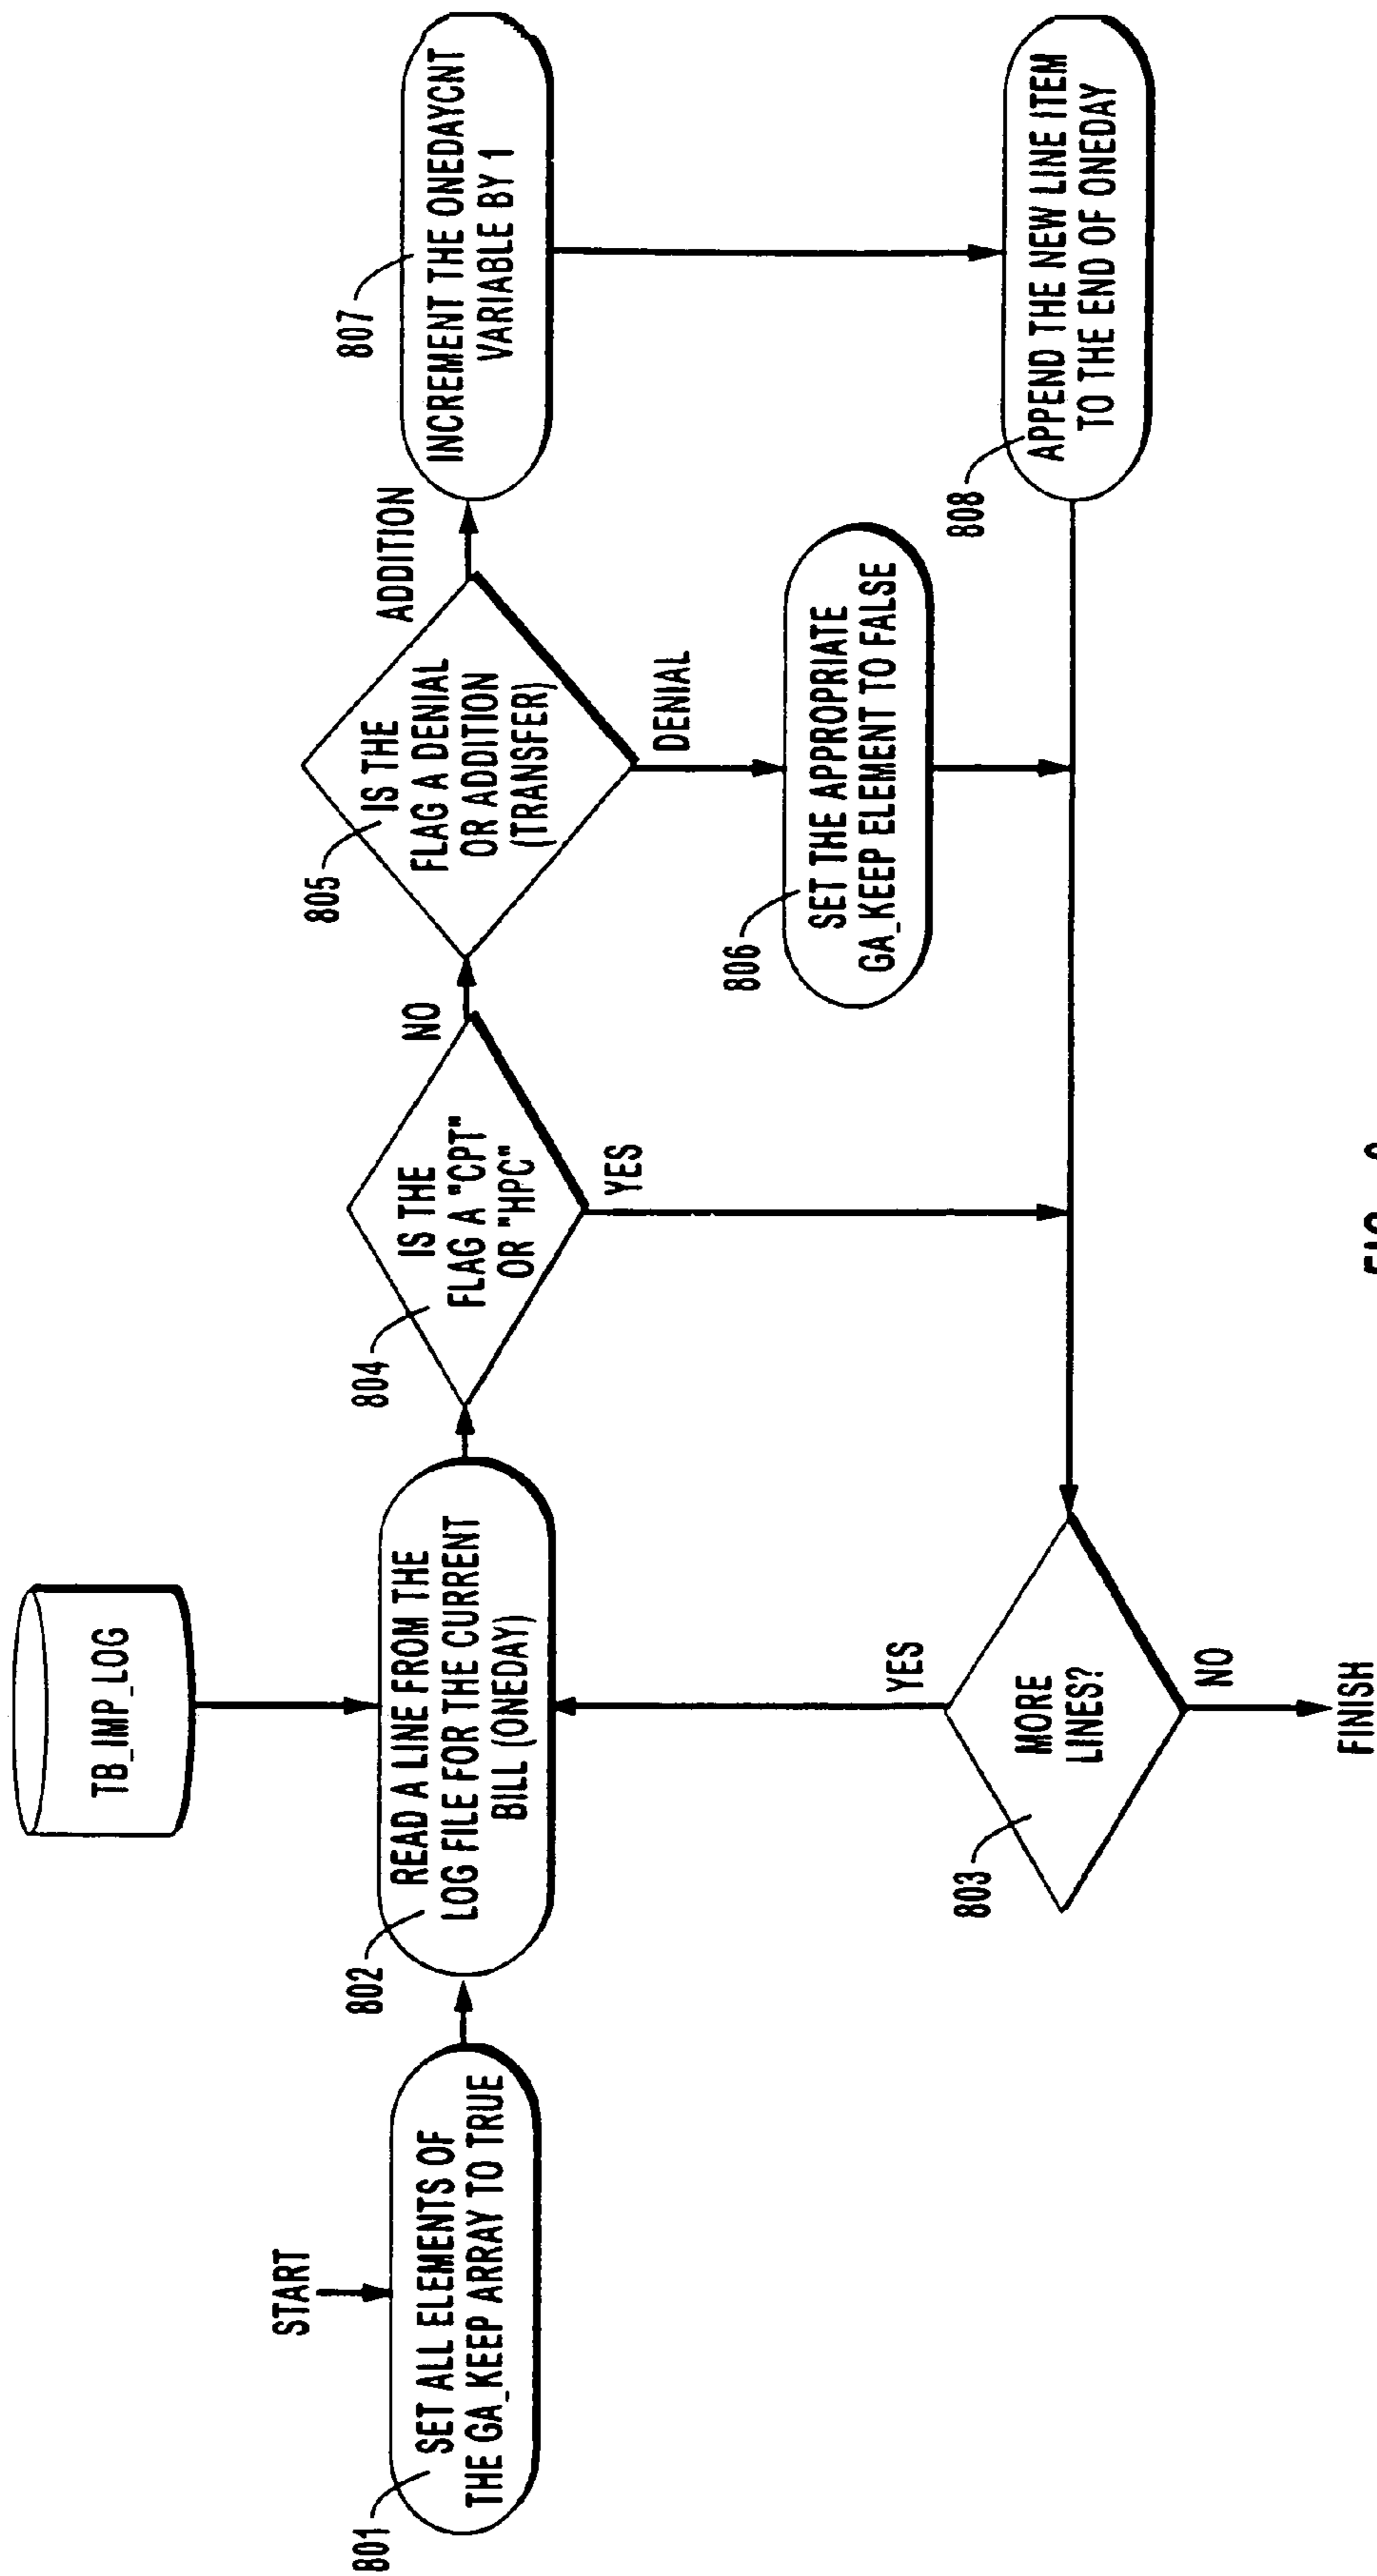 START
801
SET ALL ELEMENTS OF
THE GA_KEEP ARRAY TO TRUE
TB_IMP_LOG
802
READ A LINE FROM THE
LOG FILE FOR THE CURRENT
BILL (ONEDAY)
804
IS THE
FLAG A "CPT"
OR "HPC"
NO
YES
805
IS THE
FLAG A DENIAL
OR ADDITION
(TRANSFER)
ADDITION
DENIAL
807
INCREMENT THE ONEDAYCNT
VARIABLE BY 1
806
SET THE APPROPRIATE
GA_KEEP ELEMENT TO FALSE
808
APPEND THE NEW LINE ITEM
TO THE END OF ONEDAY
803
MORE
LINES?
YES
NO
FINISH